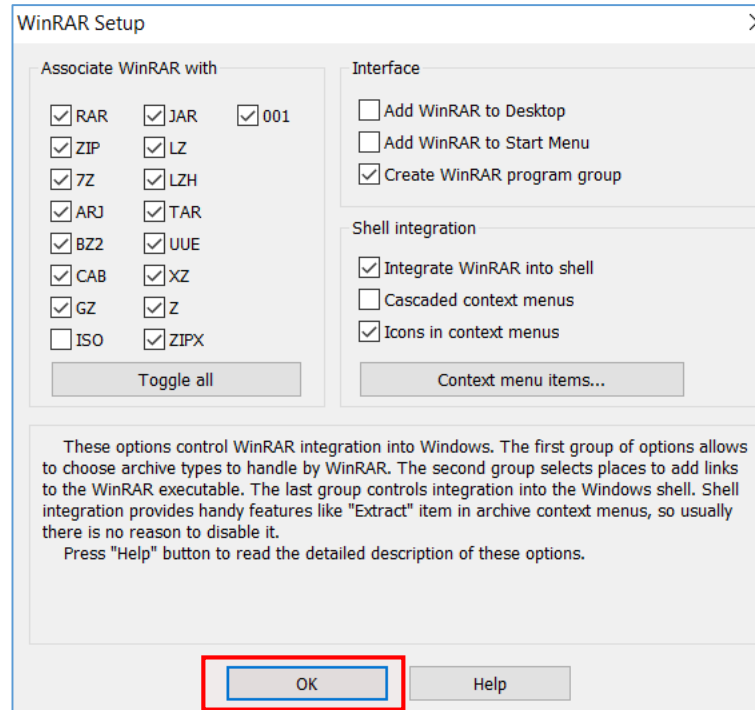 WinRAR Setup
Associate WinRAR with
RAR JAR 001
ZIP LZ
7Z LZH
ARJ TAR
BZ2 UUE
CAB XZ
GZ Z
ISO ZIPX
Toggle all
Interface
Add WinRAR to Desktop
Add WinRAR to Start Menu
Create WinRAR program group
Shell integration
Integrate WinRAR into shell
Cascaded context menus
Icons in context menus
Context menu items...
These options control WinRAR integration into Windows. The first group of options allows
to choose archive types to handle by WinRAR. The second group selects places to add links
to the WinRAR executable. The last group controls integration into the Windows shell. Shell
integration provides handy features like "Extract" item in archive context menus, so usually
there is no reason to disable it.
Press "Help" button to read the detailed description of these options.
OK Help